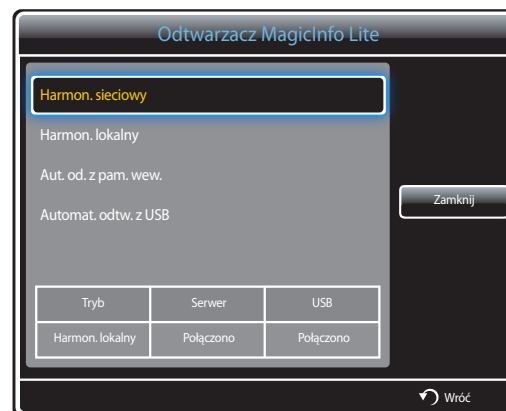 Odtwarzacz MagicInfo Lite
Harmon. sieciowy
Harmon. lokalny
Aut. od. z pam. wew.
Automat. odtw. z USB
Zamknij
Tryb Serwer USB
Harmon. lokalny Połączono Połączono
Wróć